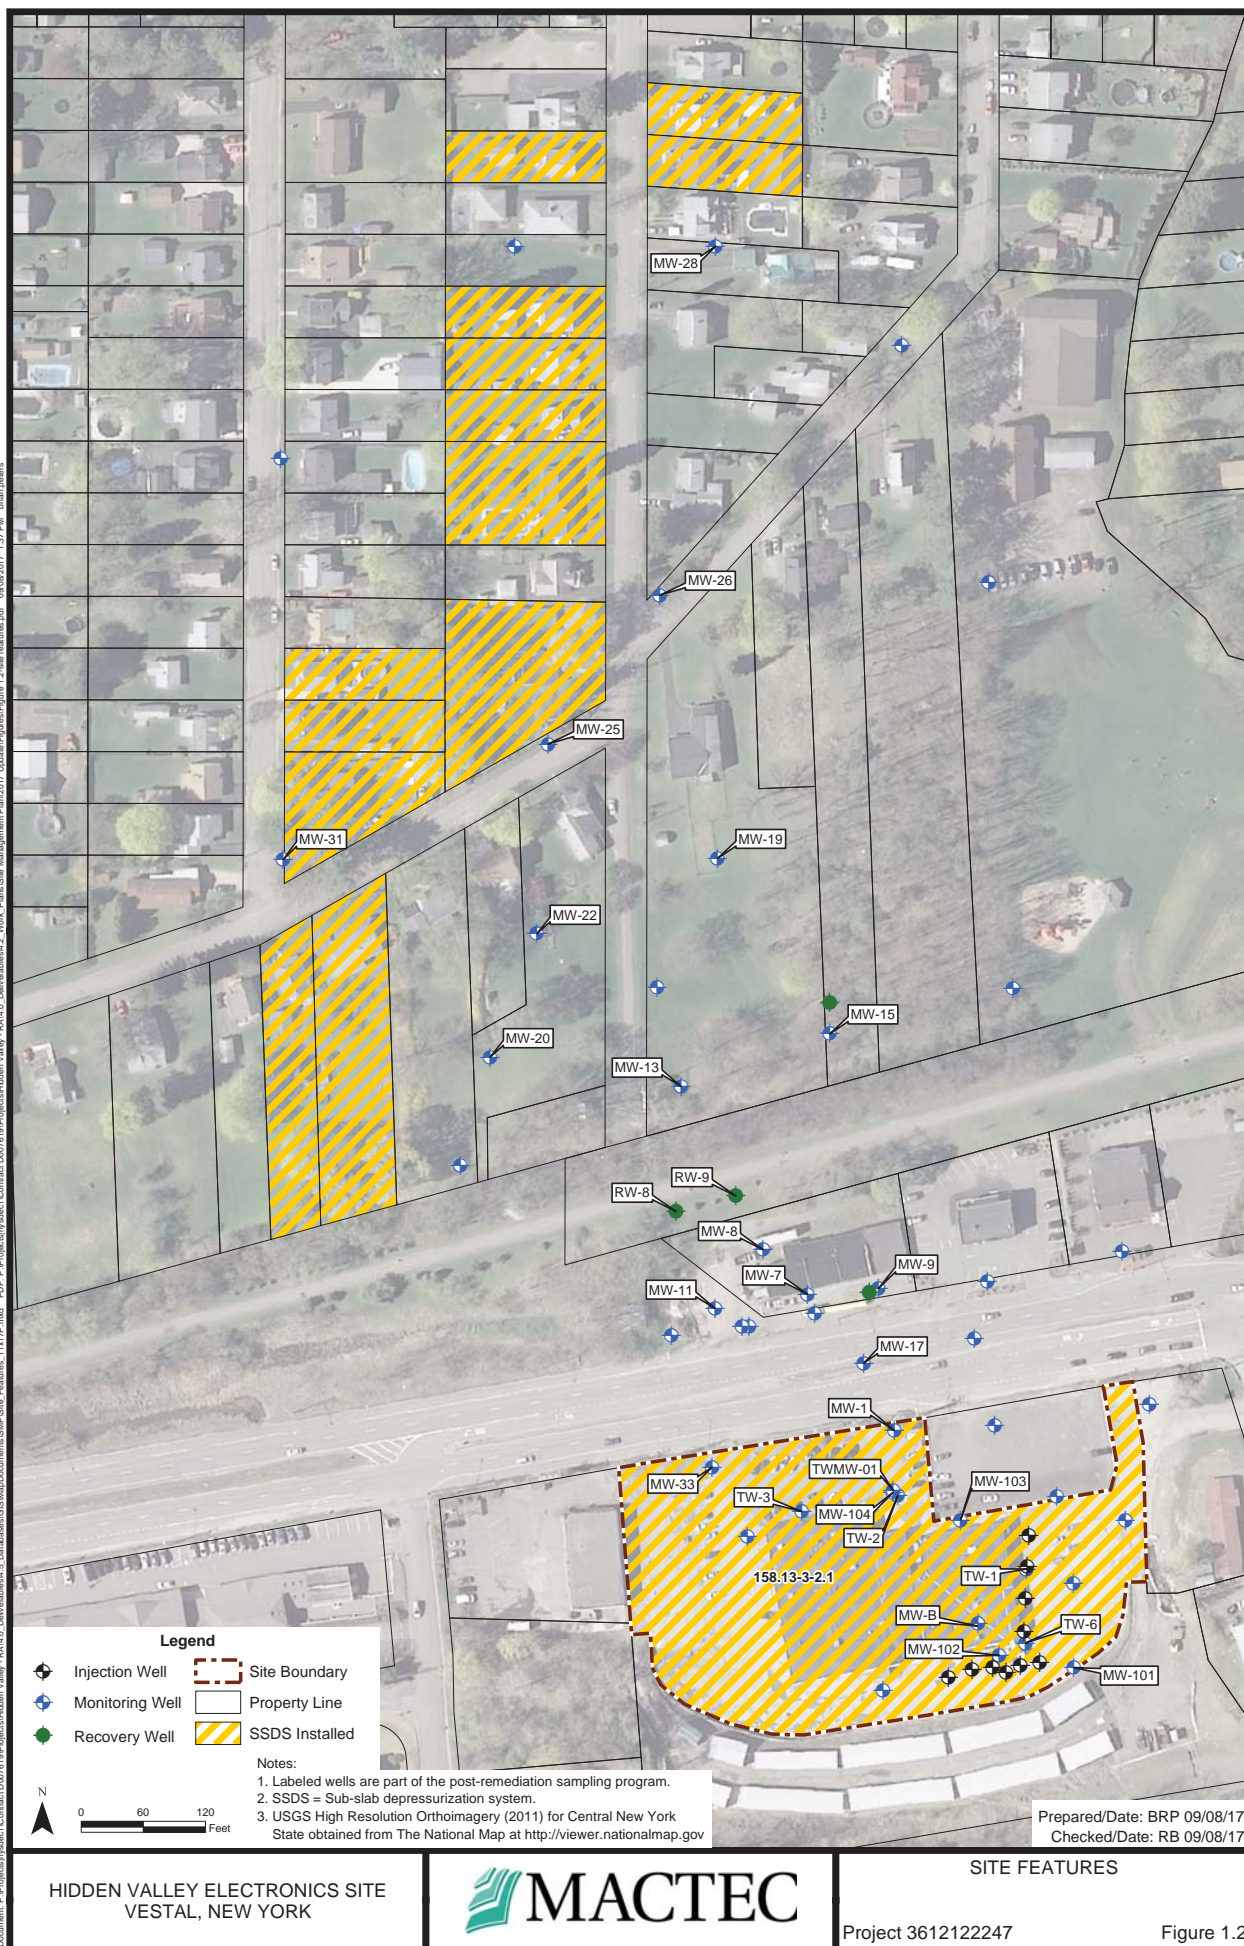 MW-28
MW-26
MW-25
MW-31
MW-19
MW-22
MW-15
MW-20
MW-13
RW-9
RW-8
MW-8
MW-7
MW-9
MW-11
MW-17
MW-1
MW-33
TWMW-01
MW-103
TW-3
MW-104
TW-2
158.13-3-2.1
TW-1
MW-B
TW-6
MW-102
MW-101
Legend
Injection Well
Site Boundary
Monitoring Well
Property Line
Recovery Well
SSDS Installed
Notes:
1. Labeled wells are part of the post-remediation sampling program.
2. SSDS = Sub-slab depressurization system.
3. USGS High Resolution Orthoimagery (2011) for Central New York
State obtained from The National Map at http://viewer.nationalmap.gov
N
0 60 120
Feet
Prepared/Date: BRP 09/08/17
Checked/Date: RB 09/08/17
HIDDEN VALLEY ELECTRONICS SITE
VESTAL, NEW YORK
MACTEC
SITE FEATURES
Project 3612122247
Figure 1.2